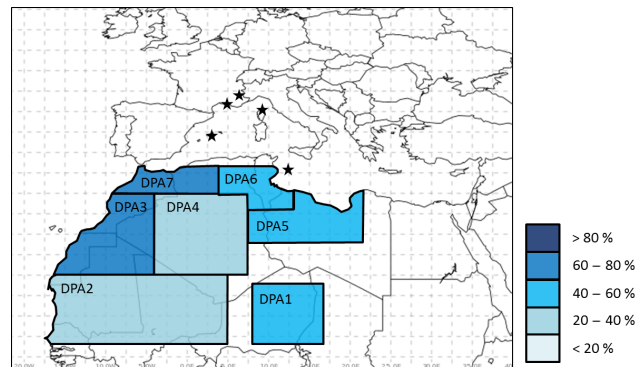 DPA7
DPA6
DPA3
DPA4
DPA5
DPA2
DPA1
> 80 %
60 – 80 %
40 – 60 %
20 – 40 %
< 20 %